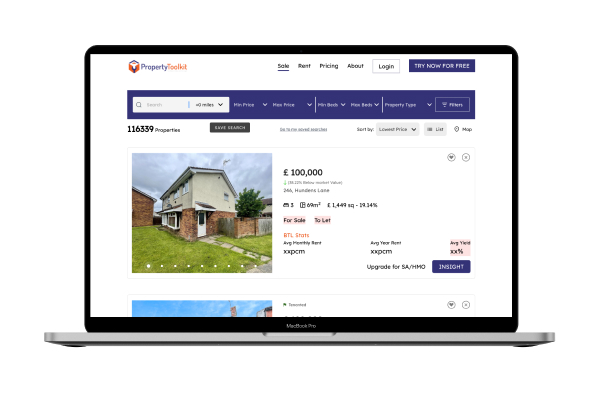 PropertyToolkit
Sale Rent Pricing About Login TRY NOW FOR FREE
Search +0 miles Min Price Max Price Min Beds Max Beds Property Type Filters
116339 Properties SAVE SEARCH Go to my saved searches Sort by: Lowest Price List Map
£ 100,000
(38.22% Below market Value)
246, Hundens Lane
3 69m² £ 1,449 sq - 19.14%
For Sale To Let
BTL Stats
Avg Monthly Rent Avg Year Rent Avg Yield
xxpcm xxpcm xx%
Upgrade for SA/HMO INSIGHT
Tenanted
MacBook Pro